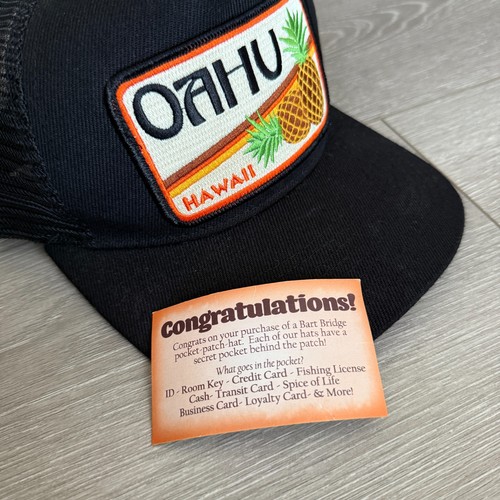 OAHU
HAWAII
Congratulations!
Congrats on your purchase of a Bart Bridge
pocket-patch-hat. Each of our hats have a
secret pocket behind the patch!
What goes in the pocket?
ID - Room Key - Credit Card - Fishing License
Cash- Transit Card - Spice of Life
Business Card- Loyalty Card- & More!